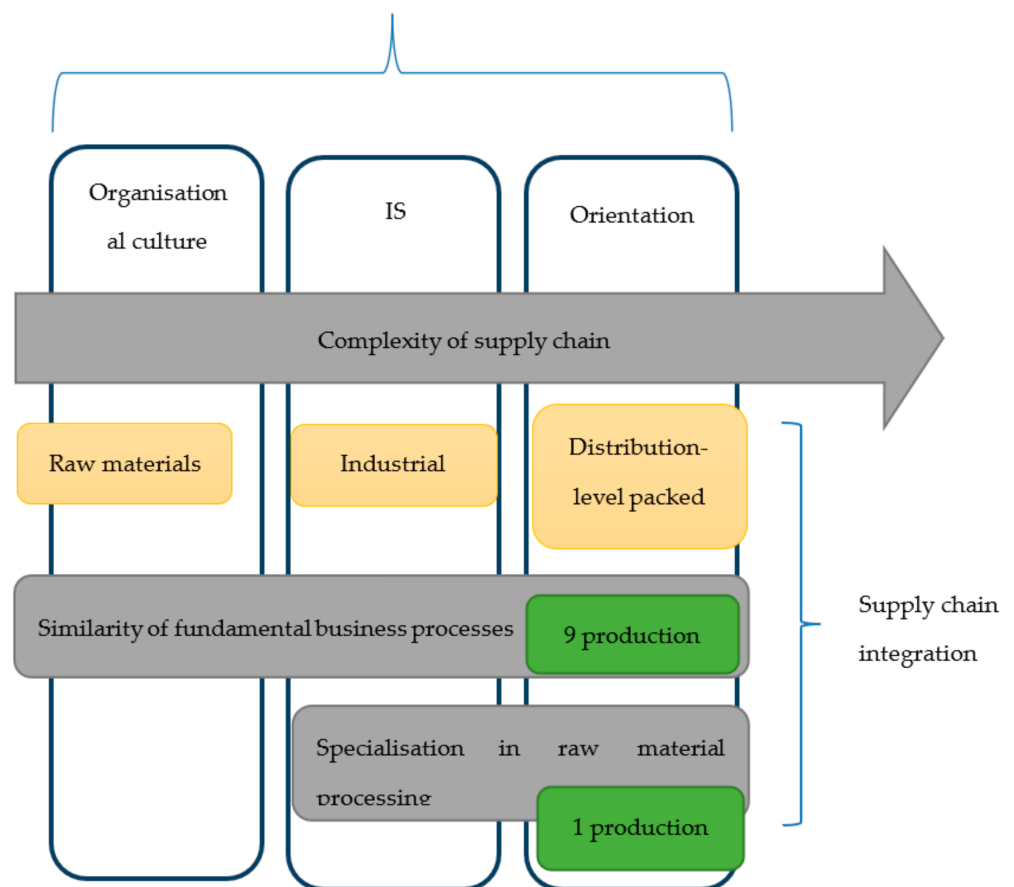 Organisation
al culture
IS
Orientation
Complexity of supply chain
Raw materials
Industrial
Distribution-
level packed
Similarity of fundamental business processes
9 production
Supply chain
integration
Specialisation in raw material
processing
1 production